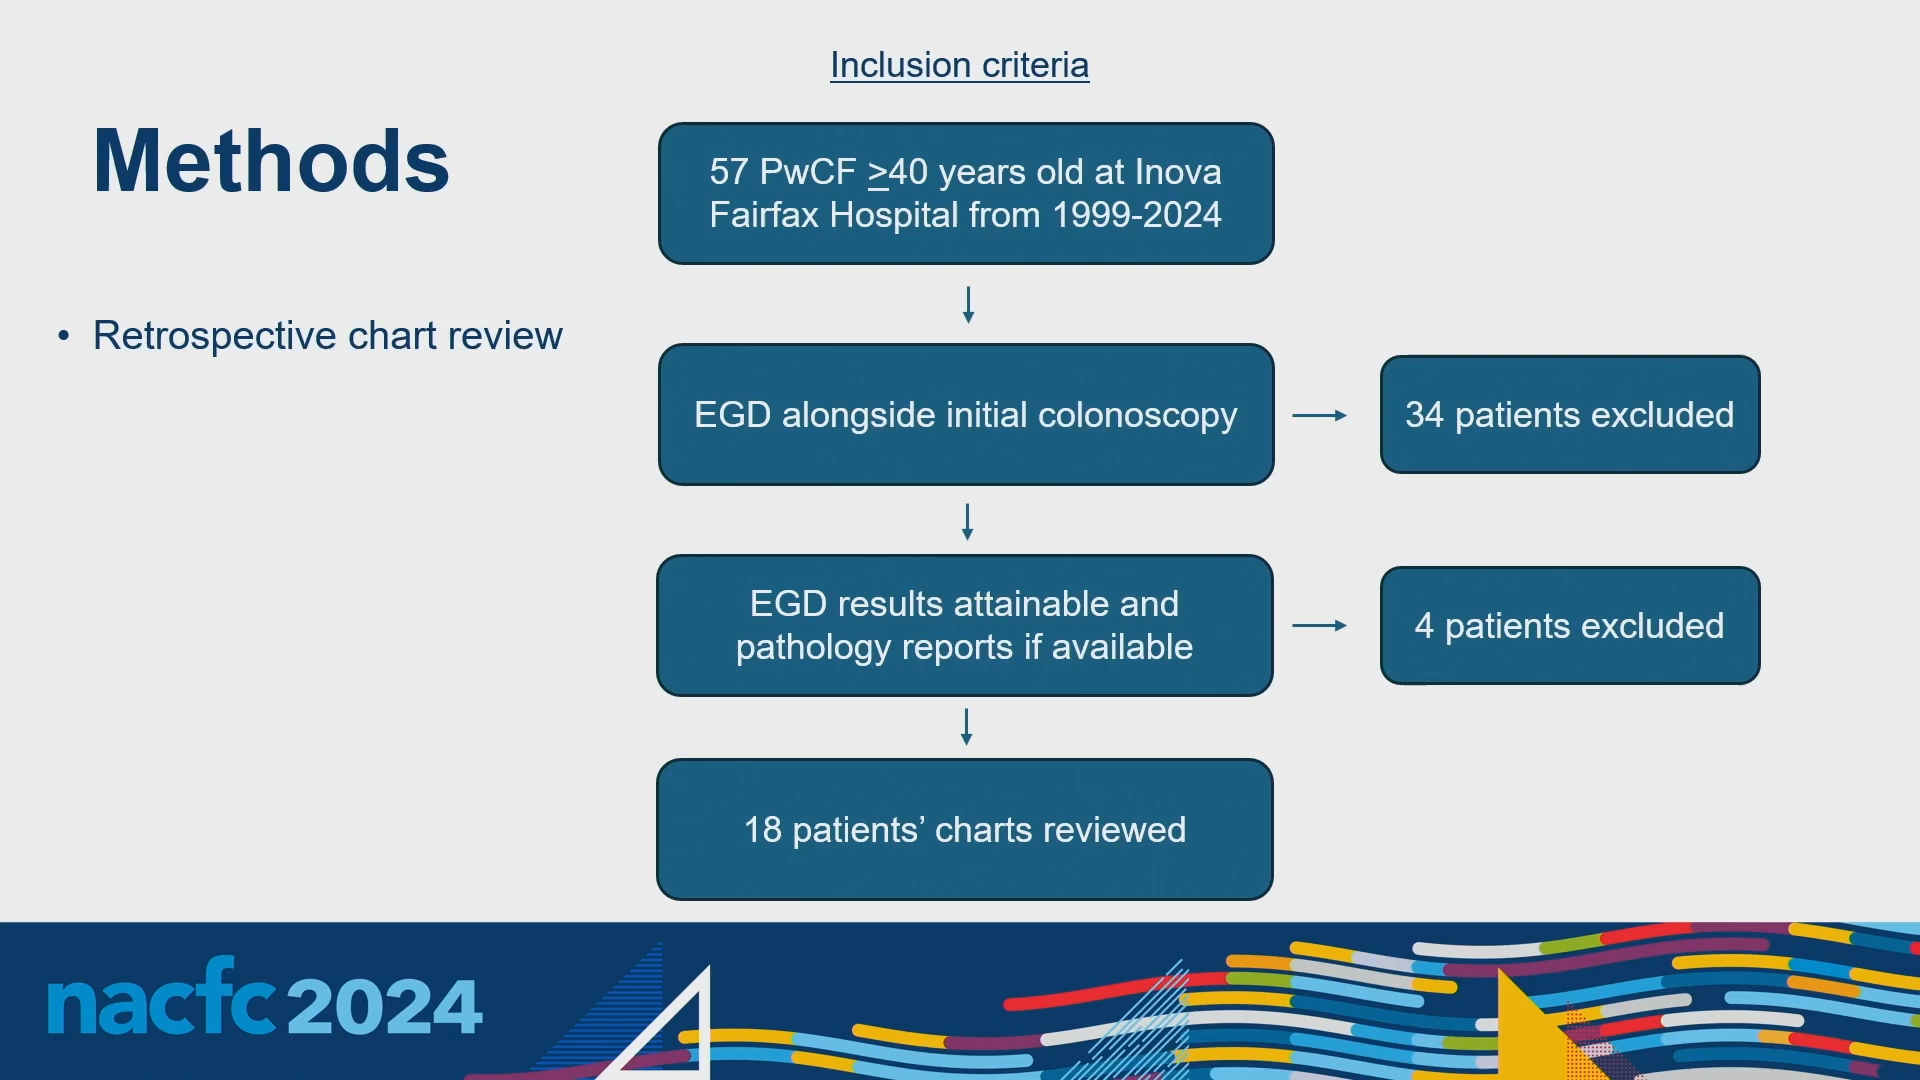 Inclusion criteria
Methods
57 PwCF ≥40 years old at Inova
Fairfax Hospital from 1999-2024
• Retrospective chart review
EGD alongside initial colonoscopy
34 patients excluded
EGD results attainable and
pathology reports if available
4 patients excluded
18 patients’ charts reviewed
nacfc 2024